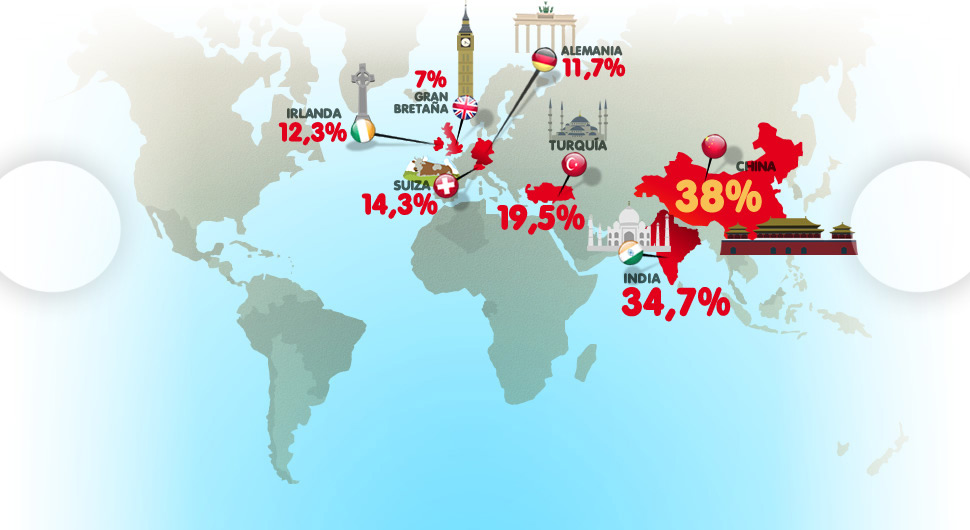 ALEMANIA
11,7%
7%
GRAN
BRETAÑA
IRLANDA
12,3%
TURQUÍA
CHINA
38%
SUIZA
14,3%
19,5%
INDIA
34,7%